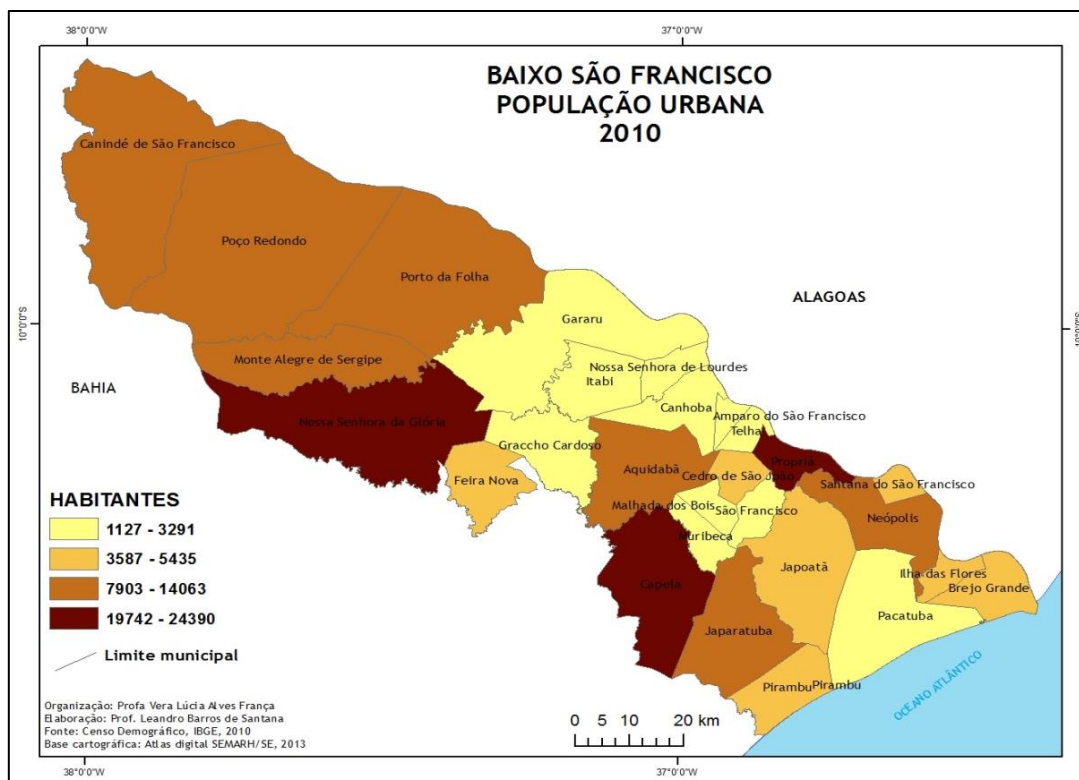 38°0'0"W
37°0'0"W
BAIXO SÃO FRANCISCO
POPULAÇÃO URBANA
2010
Canindé de São Francisco
Poço Redondo
Porto da Folha
ALAGOAS
10°0'0"S
10°0'0"S
Gararu
Monte Alegre de Sergipe
Nossa Senhora de Lourdes
Itabi
BAHIA
Canhoba
Amparo do São Francisco
Nossa Senhora da Glória
Telha
Graccho Cardoso
Propriá
Aquidabã
Cedro de São João
Feira Nova
Santana do São Francisco
HABITANTES
Malhada dos Bois
São Francisco
Neópolis
1127 - 3291
Muribeca
3587 - 5435
Japoatã
Ilha das Flores
Capela
Brejo Grande
7903 - 14063
Pacatuba
19742 - 24390
Japaratuba
Limite municipal
OCEANO ATLÂNTICO
Pirambu
Pirambu
Organização: Profa Vera Lúcia Alves França
Elaboração: Prof. Leandro Barros de Santana
Fonte: Censo Demográfico, IBGE, 2010
Base cartográfica: Atlas digital SEMARH/SE, 2013
0 5 10 20 km
38°0'0"W
37°0'0"W